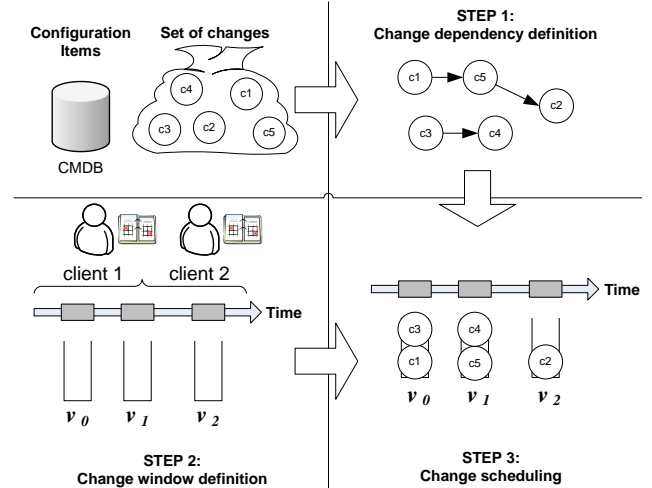 Configuration
Items
Set of changes
c4
c1
c3
c2
c5
CMDB
STEP 1:
Change dependency definition
c1
c5
c2
c3
c4
client 1
client 2
Time
v 0
v 1
v 2
STEP 2:
Change window definition
Time
c3
c4
c1
c5
c2
v 0
v 1
v 2
STEP 3:
Change scheduling